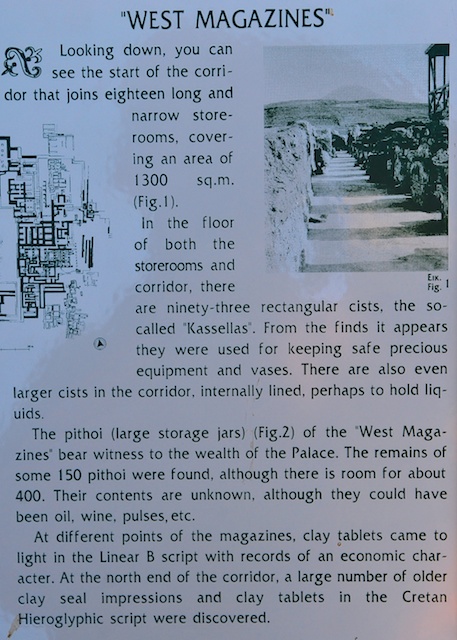 "WEST MAGAZINES"
Looking down, you can
see the start of the corri-
dor that joins eighteen long and
narrow store-
rooms, cover-
ing an area of
1300 sq.m.
(Fig.1).
In the floor
of both the
storerooms and
corridor, there
Εικ.
Fig. 1
are ninety-three rectangular cists, the so-
called "Kassellas". From the finds it appears
they were used for keeping safe precious
equipment and vases. There are also even
larger cists in the corridor, internally lined, perhaps to hold liq-
uids.
The pithoi (large storage jars) (Fig.2) of the "West Maga-
zines" bear witness to the wealth of the Palace. The remains of
some 150 pithoi were found, although there is room for about
400. Their contents are unknown, although they could have
been oil, wine, pulses, etc.
At different points of the magazines, clay tablets came to
light in the Linear B script with records of an economic char-
acter. At the north end of the corridor, a large number of older
clay seal impressions and clay tablets in the Cretan
Hieroglyphic script were discovered.